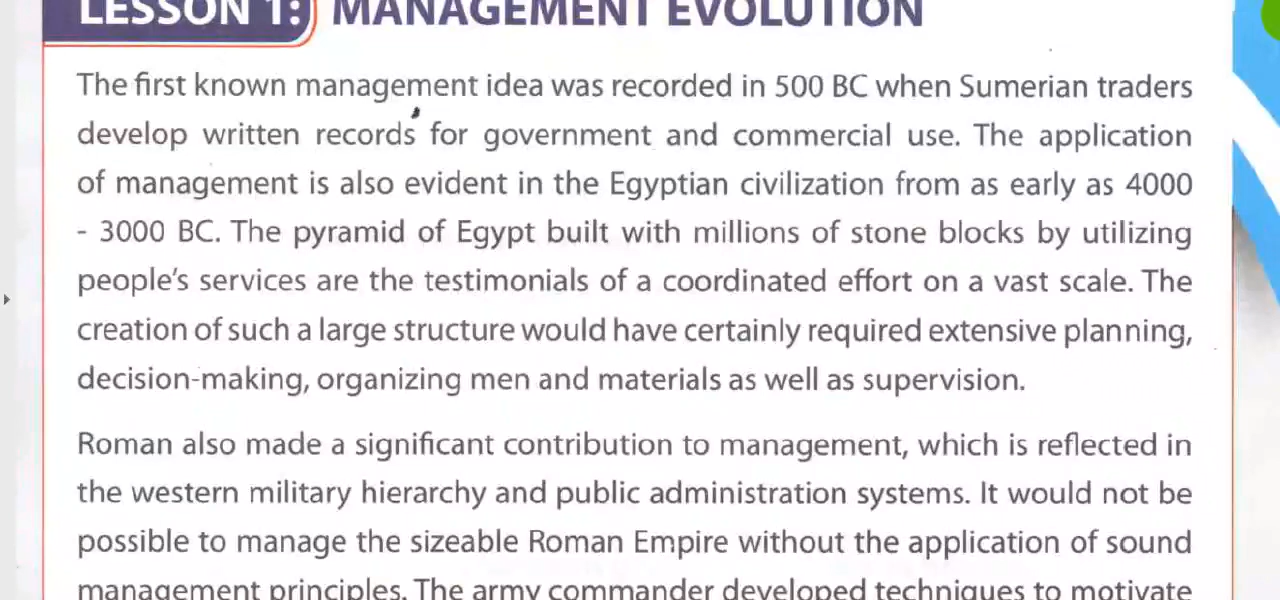 LESSON 1: MANAGEMENT EVOLUTION
The first known management idea was recorded in 500 BC when Sumerian traders
develop written records for government and commercial use. The application
of management is also evident in the Egyptian civilization from as early as 4000
- 3000 BC. The pyramid of Egypt built with millions of stone blocks by utilizing
people's services are the testimonials of a coordinated effort on a vast scale. The
creation of such a large structure would have certainly required extensive planning,
decision-making, organizing men and materials as well as supervision.
Roman also made a significant contribution to management, which is reflected in
the western military hierarchy and public administration systems. It would not be
possible to manage the sizeable Roman Empire without the application of sound
management principles. The army commander developed techniques to motivate